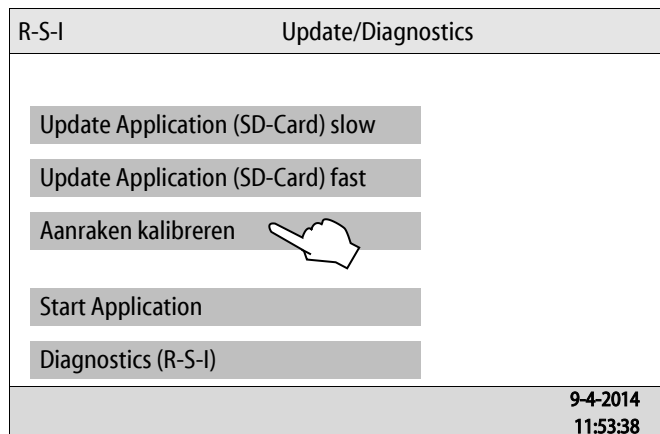 R-S-I Update/Diagnostics
Update Application (SD-Card) slow
Update Application (SD-Card) fast
Aanraken kalibreren
Start Application
Diagnostics (R-S-I)
9-4-2014
11:53:38